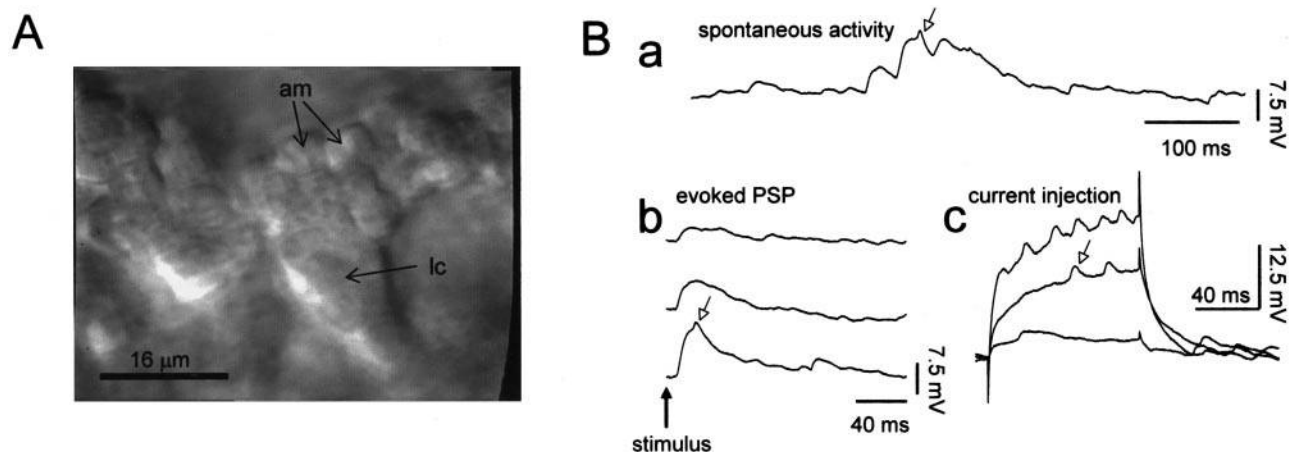 A
am
lc
16 μm
B
a
spontaneous activity
7.5 mV
100 ms
b
evoked PSP
stimulus
40 ms
7.5 mV
c
current injection
40 ms
12.5 mV